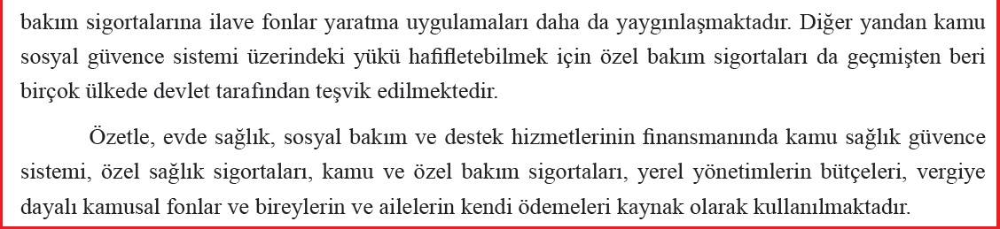 bakım sigortalarına ilave fonlar yaratma uygulamaları daha da yaygınlaşmaktadır. Diğer yandan kamu
sosyal güvence sistemi üzerindeki yükü hafifletebilmek için özel bakım sigortaları da geçmişten beri
birçok ülkede devlet tarafından teşvik edilmektedir.
Özetle, evde sağlık, sosyal bakım ve destek hizmetlerinin finansmanında kamu sağlık güvence
sistemi, özel sağlık sigortaları, kamu ve özel bakım sigortaları, yerel yönetimlerin bütçeleri, vergiye
dayalı kamusal fonlar ve bireylerin ve ailelerin kendi ödemeleri kaynak olarak kullanılmaktadır.